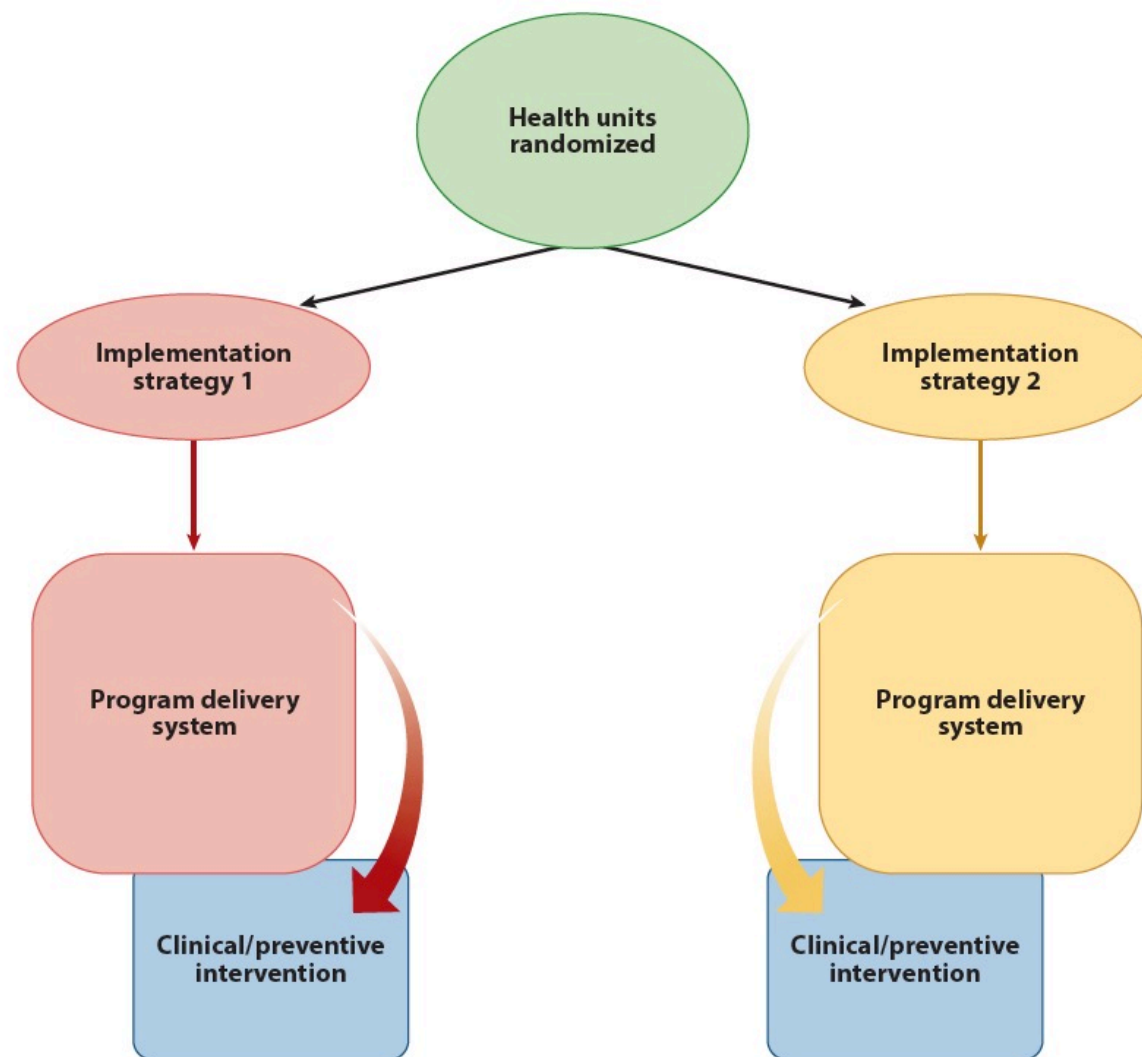 Health units
randomized
Implementation
strategy 1
Implementation
strategy 2
Program delivery
system
Program delivery
system
Clinical/preventive
intervention
Clinical/preventive
intervention